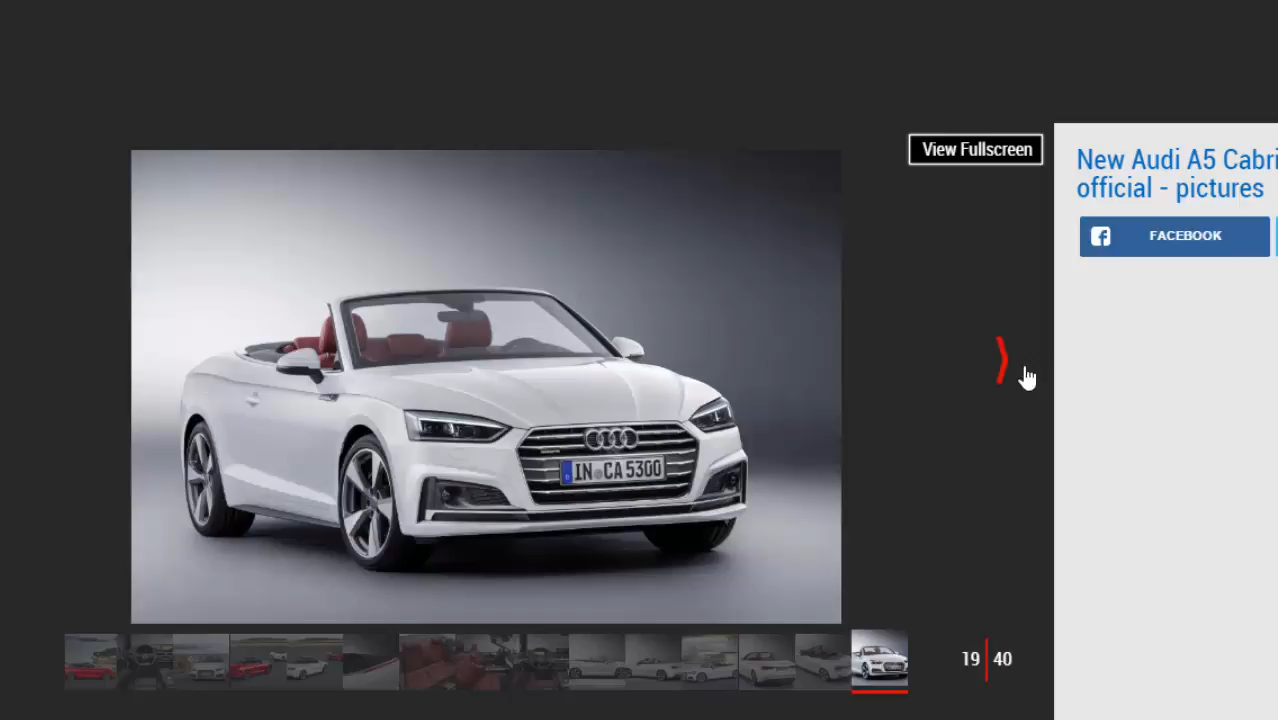 View Fullscreen
New Audi A5 Cabri
official - pictures
FACEBOOK
IN CA 5300
19 40